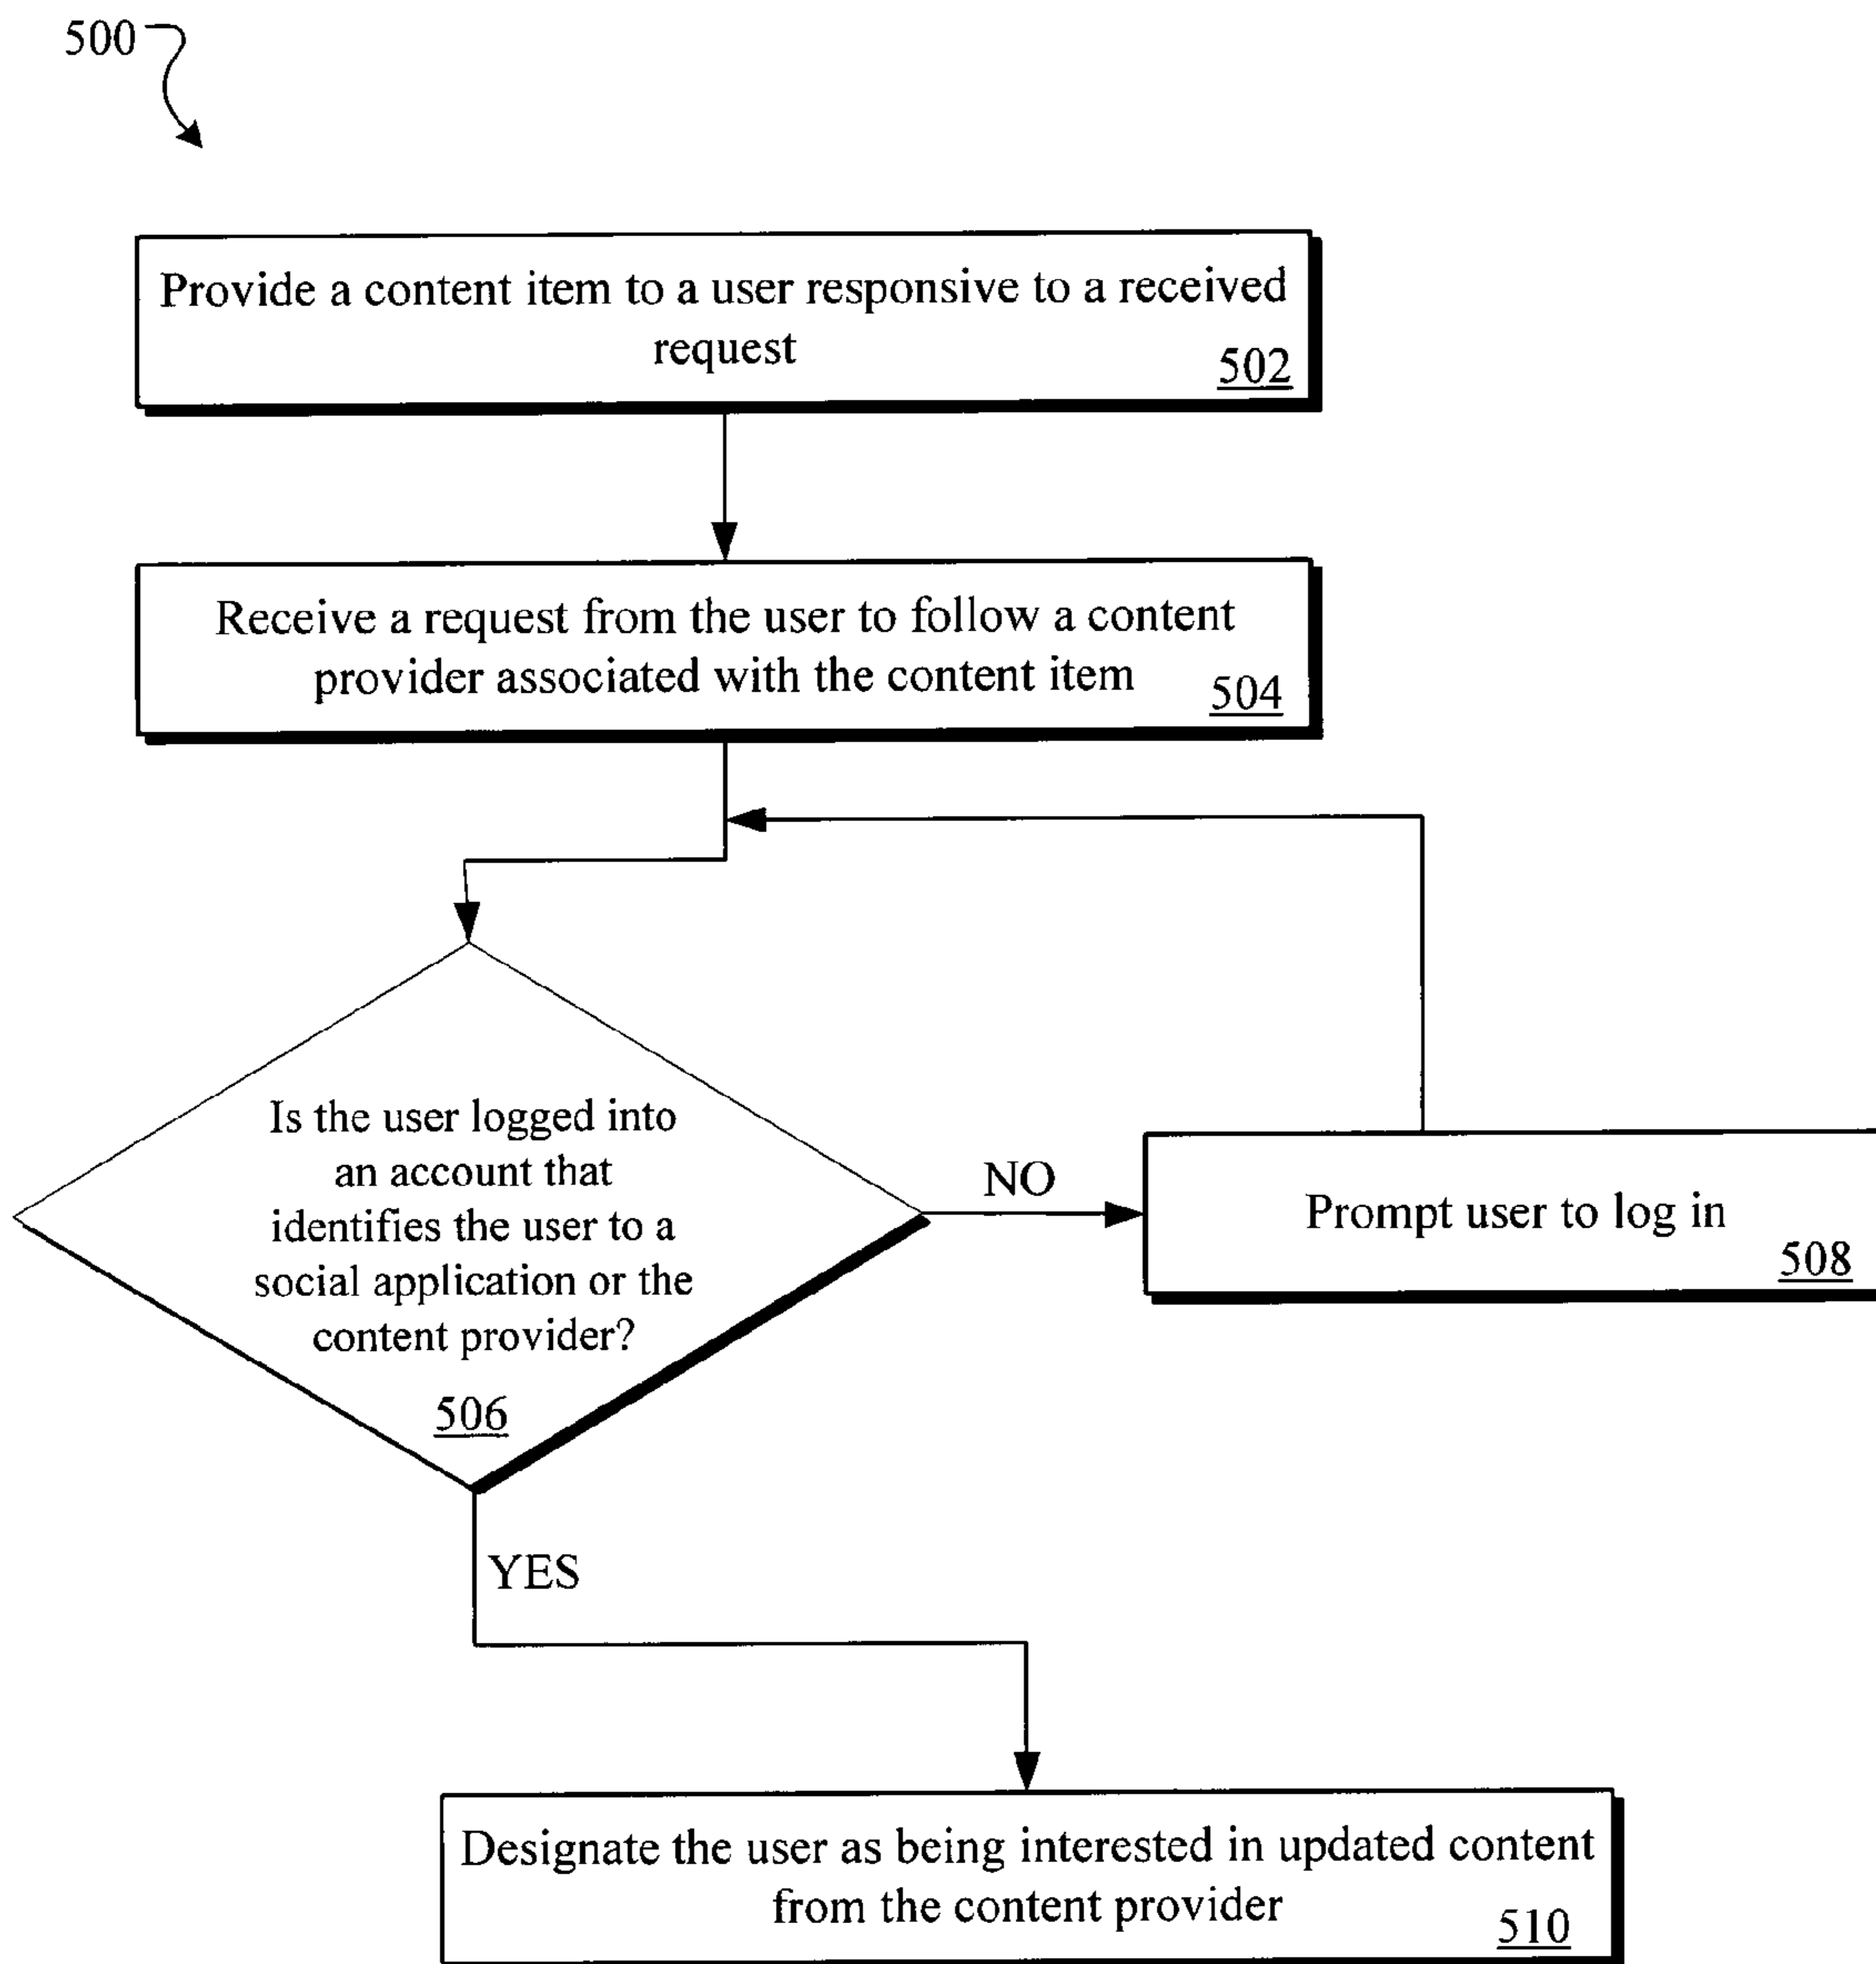 500
Provide a content item to a user responsive to a received
request
502
Receive a request from the user to follow a content
provider associated with the content item
504
Is the user logged into
an account that
identifies the user to a
social application or the
content provider?
506
NO
Prompt user to log in
508
YES
Designate the user as being interested in updated content
from the content provider
510